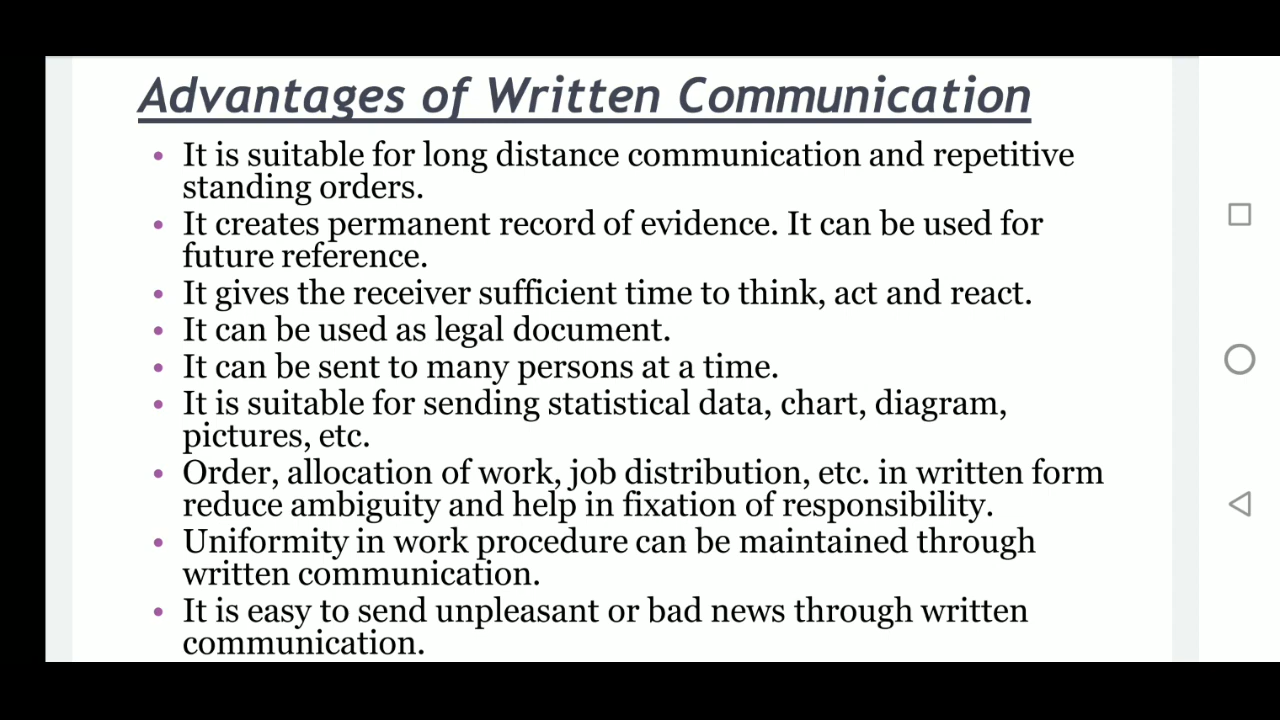 Advantages of Written Communication
• It is suitable for long distance communication and repetitive
standing orders.
• It creates permanent record of evidence. It can be used for
future reference.
• It gives the receiver sufficient time to think, act and react.
• It can be used as legal document.
• It can be sent to many persons at a time.
• It is suitable for sending statistical data, chart, diagram,
pictures, etc.
• Order, allocation of work, job distribution, etc. in written form
reduce ambiguity and help in fixation of responsibility.
• Uniformity in work procedure can be maintained through
written communication.
• It is easy to send unpleasant or bad news through written
communication.